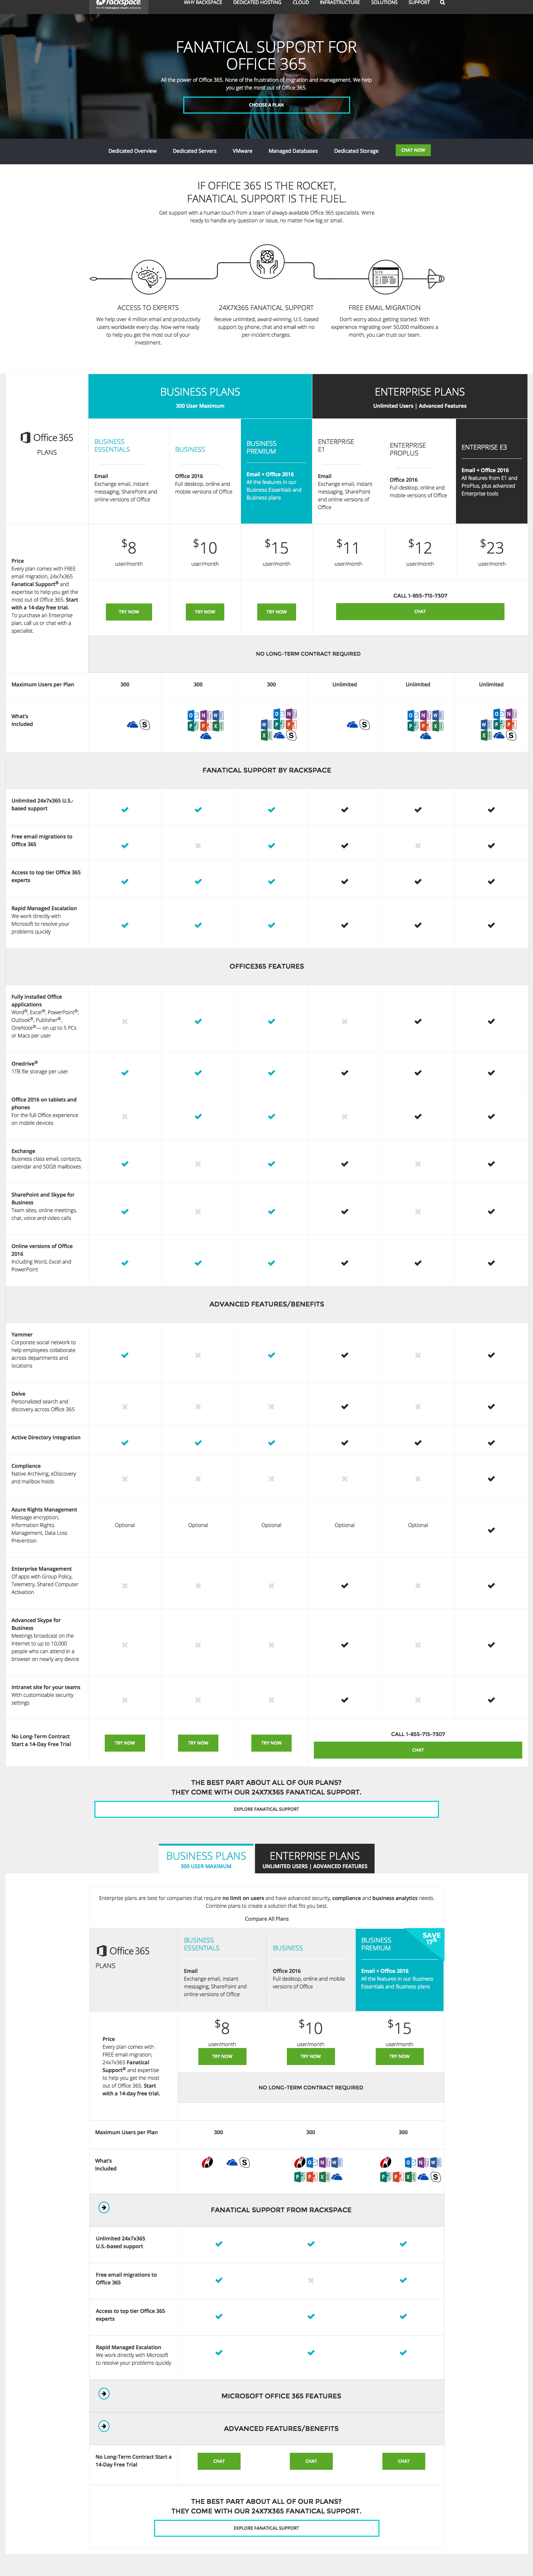 rackspace.
the #1 managed cloud company
WHY RACKSPACE DEDICATED HOSTING CLOUD INFRASTRUCTURE SOLUTIONS SUPPORT
FANATICAL SUPPORT FOR
OFFICE 365
All the power of Office 365. None of the frustration of migration and management. We help
you get the most out of Office 365.
CHOOSE A PLAN
Dedicated Overview Dedicated Servers VMware Managed Databases Dedicated Storage CHAT NOW
IF OFFICE 365 IS THE ROCKET,
FANATICAL SUPPORT IS THE FUEL.
Get support with a human touch from a team of always-available Office 365 specialists. We're
ready to handle any question or issue, no matter how big or small.
SITE
ACCESS TO EXPERTS
We help over 4 million email and productivity
users worldwide every day. Now we're ready
to help you get the most out of your
investment.
24X7X365 FANATICAL SUPPORT
Receive unlimited, award-winning, U.S.-based
support by phone, chat and email with no
per-incident charges.
FREE EMAIL MIGRATION
Don't worry about getting started. With
experience migrating over 50,000 mailboxes a
month, you can trust our team.
BUSINESS PLANS
300 User Maximum
ENTERPRISE PLANS
Unlimited Users | Advanced Features
Office 365
PLANS
BUSINESS
ESSENTIALS
Email
Exchange email, instant
messaging, SharePoint and
online versions of Office
BUSINESS
Office 2016
Full desktop, online and
mobile versions of Office
BUSINESS
PREMIUM
Email + Office 2016
All the features in our
Business Essentials and
Business plans
ENTERPRISE
E1
Email
Exchange email, instant
messaging, SharePoint
and online versions of
Office
ENTERPRISE
PROPLUS
Office 2016
Full desktop, online and
mobile versions of Office
ENTERPRISE E3
Email + Office 2016
All features from E1 and
ProPlus, plus advanced
Enterprise tools
Price
Every plan comes with FREE
email migration, 24x7x365
Fanatical Support® and
expertise to help you get the
most out of Office 365. Start
with a 14-day free trial.
To purchase an Enterprise
plan, call us or chat with a
specialist.
$8 $10 $15 $11 $12 $23
user/month user/month user/month user/month user/month user/month
CALL 1-855-715-7307
TRY NOW TRY NOW TRY NOW CHAT
NO LONG-TERM CONTRACT REQUIRED
Maximum Users per Plan 300 300 300 Unlimited Unlimited Unlimited
What's
Included
S
O N W
P P X
O N
W P P
X S
S
O N W
P P X
O N
W P P
X S
FANATICAL SUPPORT BY RACKSPACE
Unlimited 24x7x365 U.S.-
based support
Free email migrations to
Office 365
Access to top tier Office 365
experts
Rapid Managed Escalation
We work directly with
Microsoft to resolve your
problems quickly
OFFICE365 FEATURES
Fully installed Office
applications
Word®, Excel®, PowerPoint®,
Outlook®, Publisher®,
OneNote®— on up to 5 PCs
or Macs per user
Onedrive®
1TB file storage per user
Office 2016 on tablets and
phones
For the full Office experience
on mobile devices
Exchange
Business class email, contacts,
calendar and 50GB mailboxes
SharePoint and Skype for
Business
Team sites, online meetings,
chat, voice and video calls
Online versions of Office
2016
Including Word, Excel and
PowerPoint
ADVANCED FEATURES/BENEFITS
Yammer
Corporate social network to
help employees collaborate
across departments and
locations
Delve
Personalized search and
discovery across Office 365
Active Directory Integration
Compliance
Native Archiving, eDiscovery
and mailbox holds
Azure Rights Management
Message encryption,
Information Rights
Management, Data Loss
Prevention
Optional Optional Optional Optional Optional
Enterprise Management
Of apps with Group Policy,
Telemetry, Shared Computer
Activation
Advanced Skype for
Business
Meetings broadcast on the
Internet to up to 10,000
people who can attend in a
browser on nearly any device
Intranet site for your teams
With customizable security
settings
No Long-Term Contract
Start a 14-Day Free Trial
TRY NOW TRY NOW TRY NOW
CALL 1-855-715-7307
CHAT
THE BEST PART ABOUT ALL OF OUR PLANS?
THEY COME WITH OUR 24X7X365 FANATICAL SUPPORT.
EXPLORE FANATICAL SUPPORT
BUSINESS PLANS
300 USER MAXIMUM
ENTERPRISE PLANS
UNLIMITED USERS | ADVANCED FEATURES
Enterprise plans are best for companies that require no limit on users and have advanced security, compliance and business analytics needs.
Combine plans to create a solution that fits you best.
Compare All Plans
Office 365
PLANS
BUSINESS
ESSENTIALS
Email
Exchange email, instant
messaging, SharePoint and
online versions of Office
BUSINESS
Office 2016
Full desktop, online and mobile
versions of Office
BUSINESS
PREMIUM
SAVE
17%
Email + Office 2016
All the features in our Business
Essentials and Business plans
Price
Every plan comes with
FREE email migration,
24x7x365 Fanatical
Support® and expertise
to help you get the most
out of Office 365. Start
with a 14-day free trial.
$8 $10 $15
user/month user/month user/month
TRY NOW TRY NOW TRY NOW
NO LONG-TERM CONTRACT REQUIRED
Maximum Users per Plan 300 300 300
What's
Included
S
O N W
P P X
O N W
P P X S
FANATICAL SUPPORT FROM RACKSPACE
Unlimited 24x7x365
U.S.-based support
Free email migrations to
Office 365
Access to top tier Office 365
experts
Rapid Managed Escalation
We work directly with Microsoft
to resolve your problems quickly
MICROSOFT OFFICE 365 FEATURES
ADVANCED FEATURES/BENEFITS
No Long-Term Contract Start a
14-Day Free Trial
CHAT CHAT CHAT
THE BEST PART ABOUT ALL OF OUR PLANS?
THEY COME WITH OUR 24X7X365 FANATICAL SUPPORT.
EXPLORE FANATICAL SUPPORT